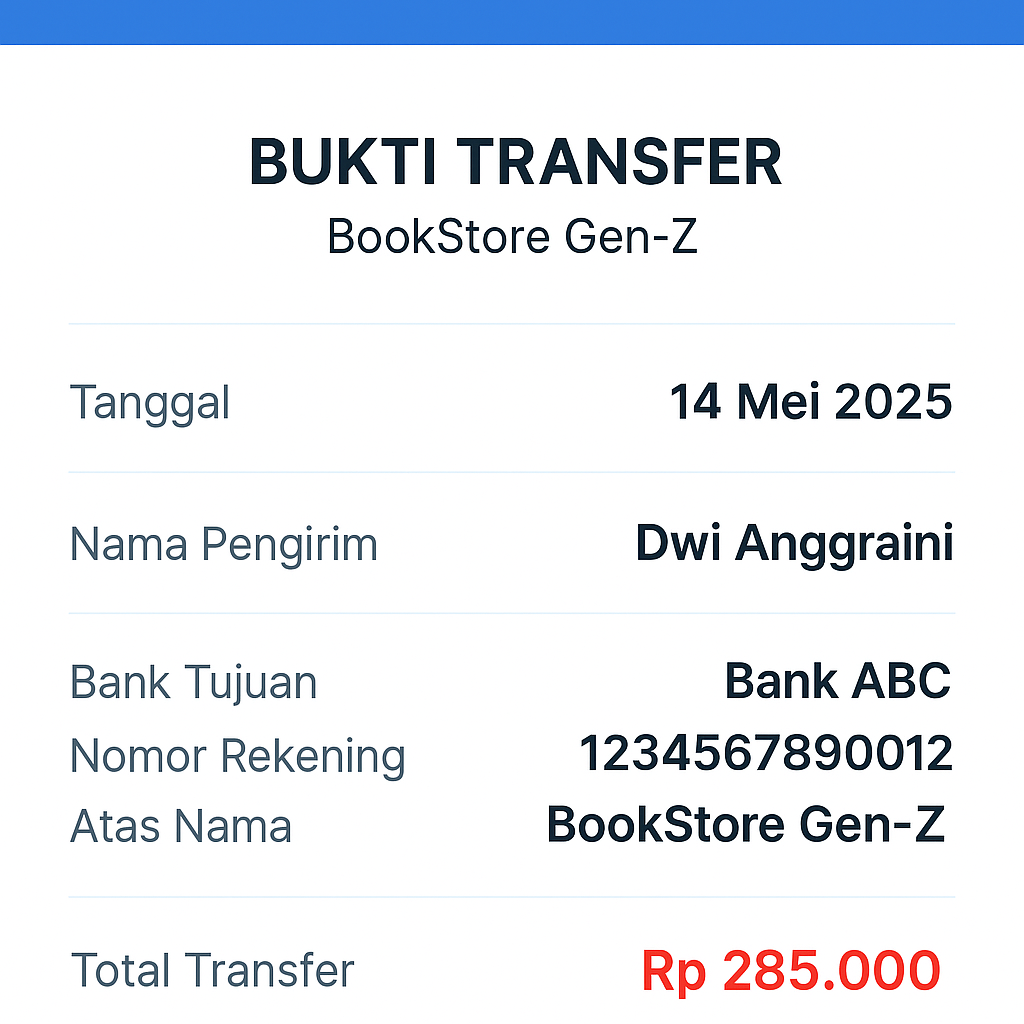 BUKTI TRANSFER
BookStore Gen-Z
Tanggal 14 Mei 2025
Nama Pengirim Dwi Anggraini
Bank Tujuan Bank ABC
Nomor Rekening 1234567890012
Atas Nama BookStore Gen-Z
Total Transfer Rp 285.000